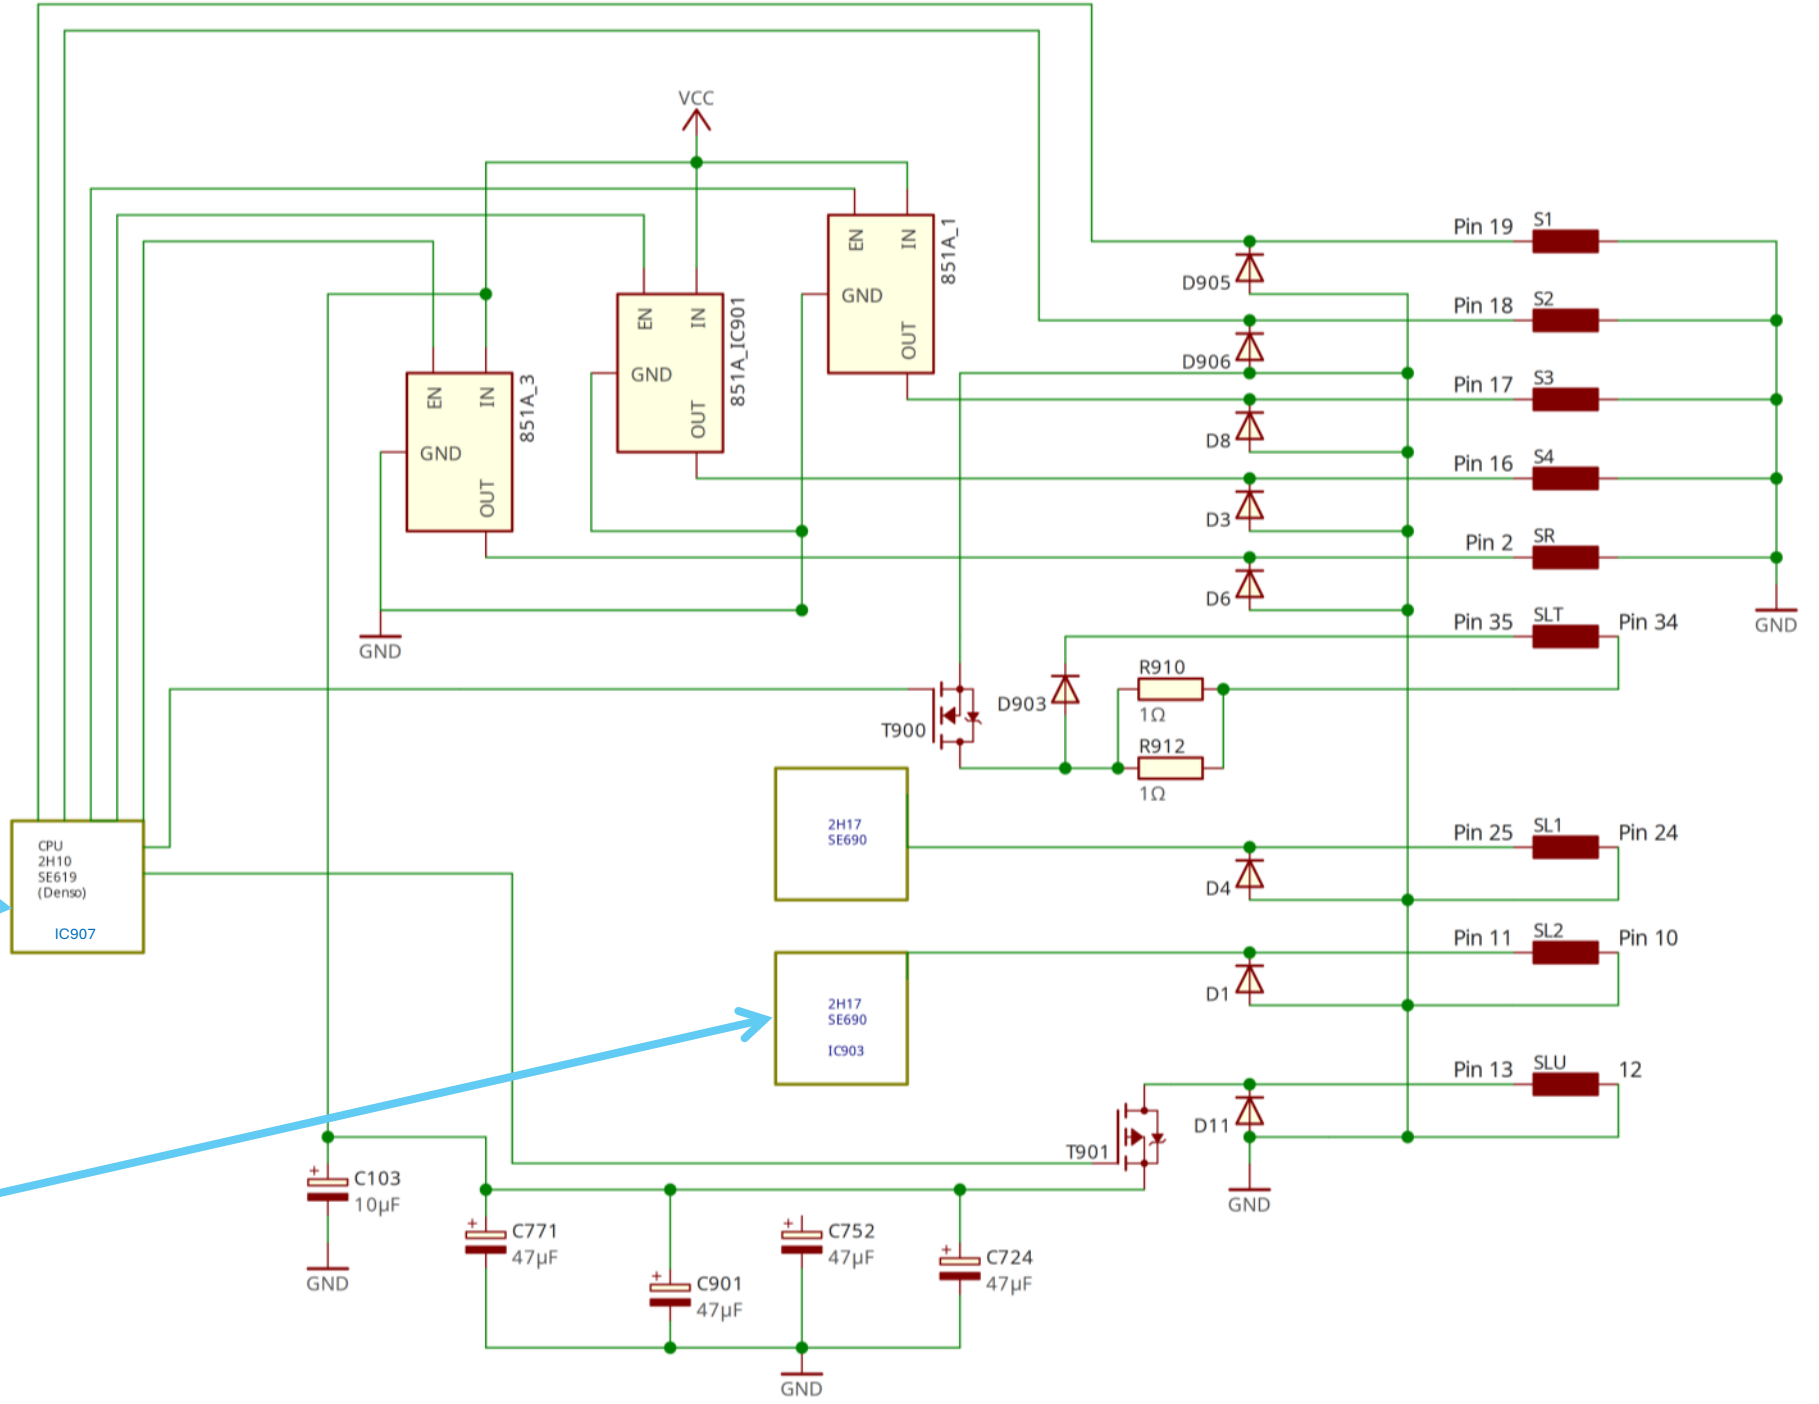 VCC
EN
IN
GND
OUT
851A_1
EN
IN
GND
OUT
851A_IC901
EN
IN
GND
OUT
851A_3
GND
D905
D906
D8
D3
D6
Pin 19
S1
Pin 18
S2
Pin 17
S3
Pin 16
S4
Pin 2
SR
Pin 35
SLT
Pin 34
GND
T900
D903
R910
1Ω
R912
1Ω
CPU
2H10
SE619
(Denso)
IC907
2H17
SE690
D4
Pin 25
SL1
Pin 24
2H17
SE690
IC903
D1
Pin 11
SL2
Pin 10
T901
D11
Pin 13
SLU
12
GND
+
C103
10µF
GND
+
C771
47µF
+
C901
47µF
+
C752
47µF
+
C724
47µF
GND